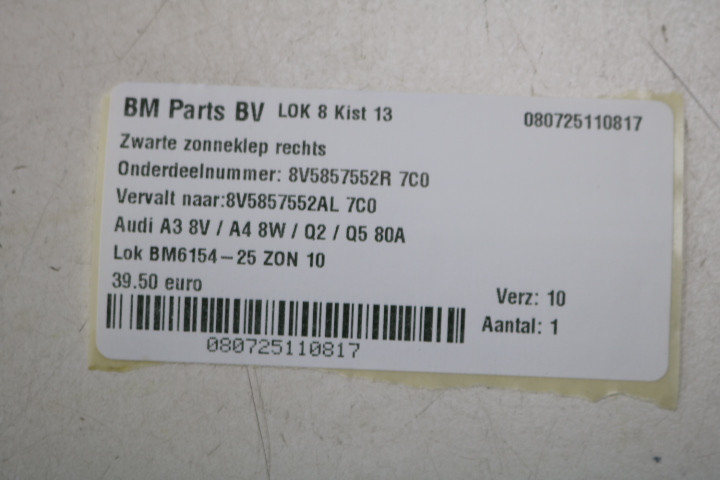 BM Parts BV LOK 8 Kist 13 080725110817
Zwarte zonneklep rechts
Onderdeelnummer: 8V5857552R 7C0
Vervalt naar:8V5857552AL 7C0
Audi A3 8V / A4 8W / Q2 / Q5 80A
Lok BM6154-25 ZON 10
39.50 euro
Verz: 10
Aantal: 1
080725110817